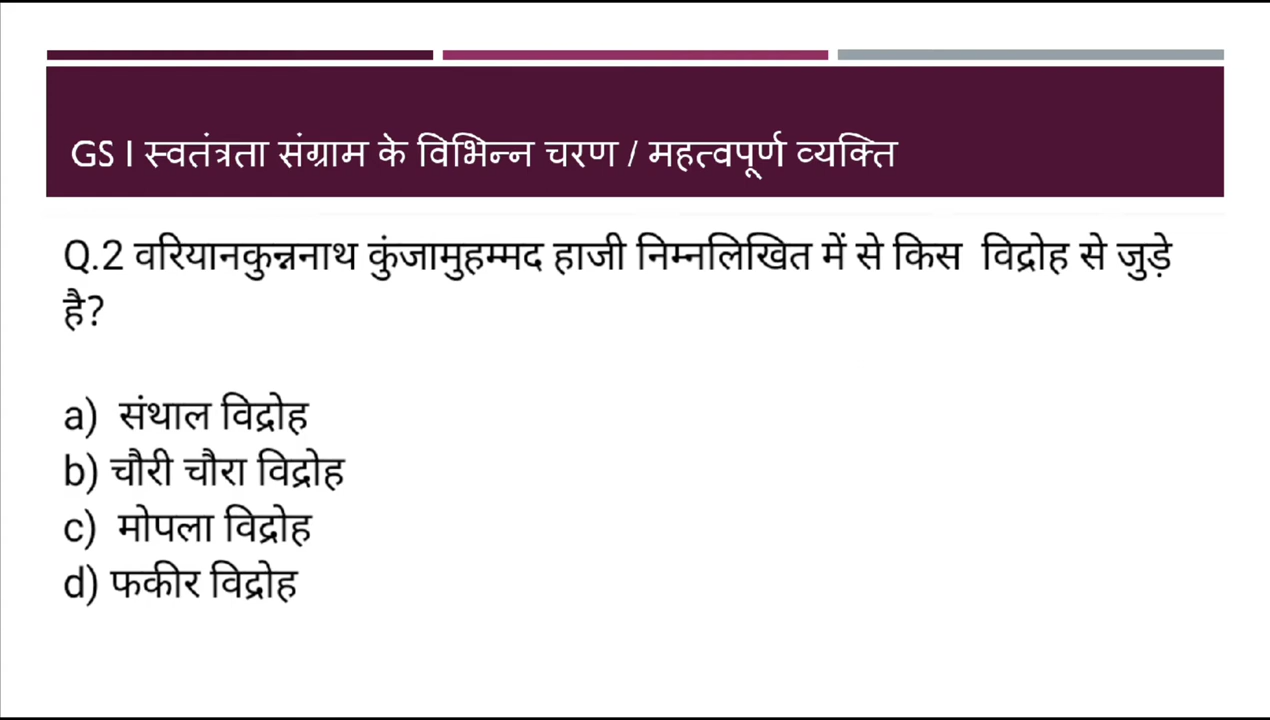 GS I स्वतंत्रता संग्राम के विभिन्न चरण / महत्वपूर्ण व्यक्ति
Q.2 वरियानकुन्ननाथ कुंजामुहम्मद हाजी निम्नलिखित में से किस विद्रोह से जुड़े
है?
a) संथाल विद्रोह
b) चौरी चौरा विद्रोह
c) मोपला विद्रोह
d) फकीर विद्रोह